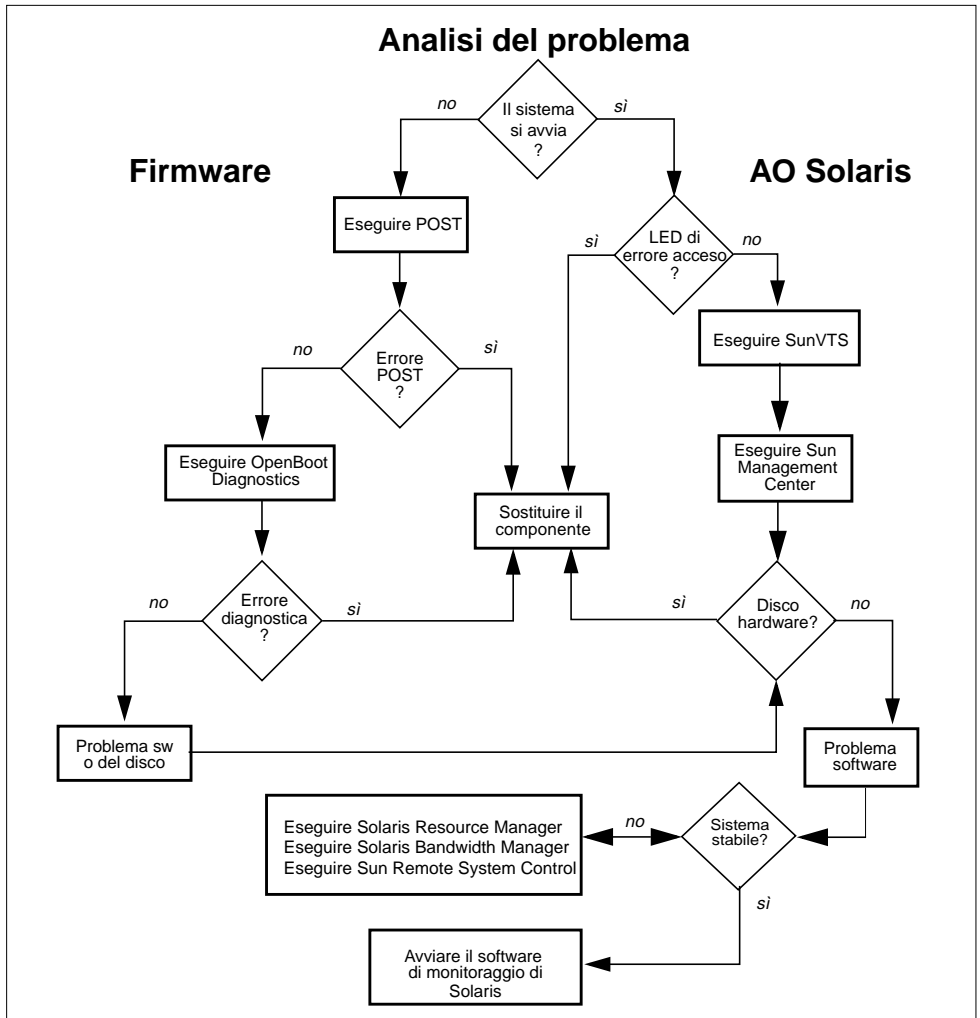 Analisi del problema
no
Il sistema
si avvia
?
sì
Firmware
AO Solaris
Eseguire POST
sì
LED di
errore acceso
?
no
Eseguire SunVTS
no
Errore
POST
?
sì
Eseguire OpenBoot
Diagnostics
Eseguire Sun
Management
Center
Sostituire il
componente
no
Errore
diagnostica
?
sì
sì
Disco
hardware?
no
Problema sw
o del disco
Problema
software
Eseguire Solaris Resource Manager
Eseguire Solaris Bandwidth Manager
Eseguire Sun Remote System Control
no
Sistema
stabile?
sì
Avviare il software
di monitoraggio di
Solaris